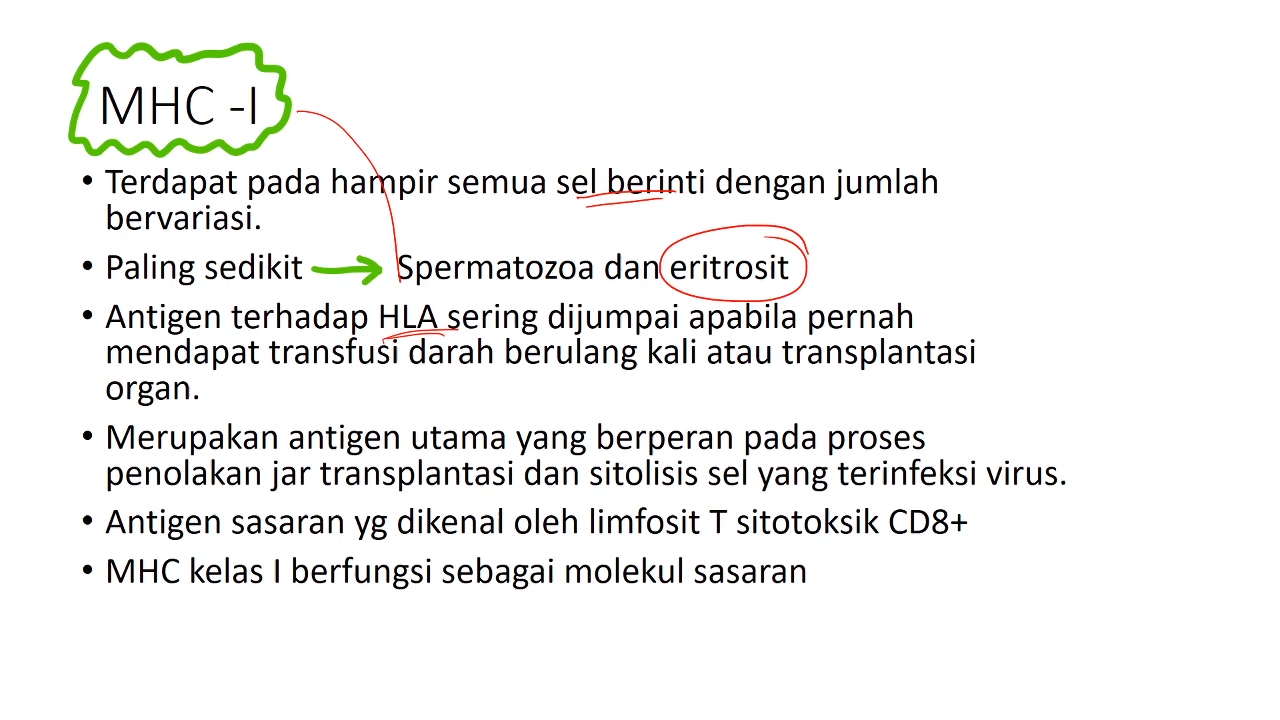 MHC -I
• Terdapat pada hampir semua sel berinti dengan jumlah
bervariasi.
• Paling sedikit Spermatozoa dan eritrosit
• Antigen terhadap HLA sering dijumpai apabila pernah
mendapat transfusi darah berulang kali atau transplantasi
organ.
• Merupakan antigen utama yang berperan pada proses
penolakan jar transplantasi dan sitolisis sel yang terinfeksi virus.
• Antigen sasaran yg dikenal oleh limfosit T sitotoksik CD8+
• MHC kelas I berfungsi sebagai molekul sasaran